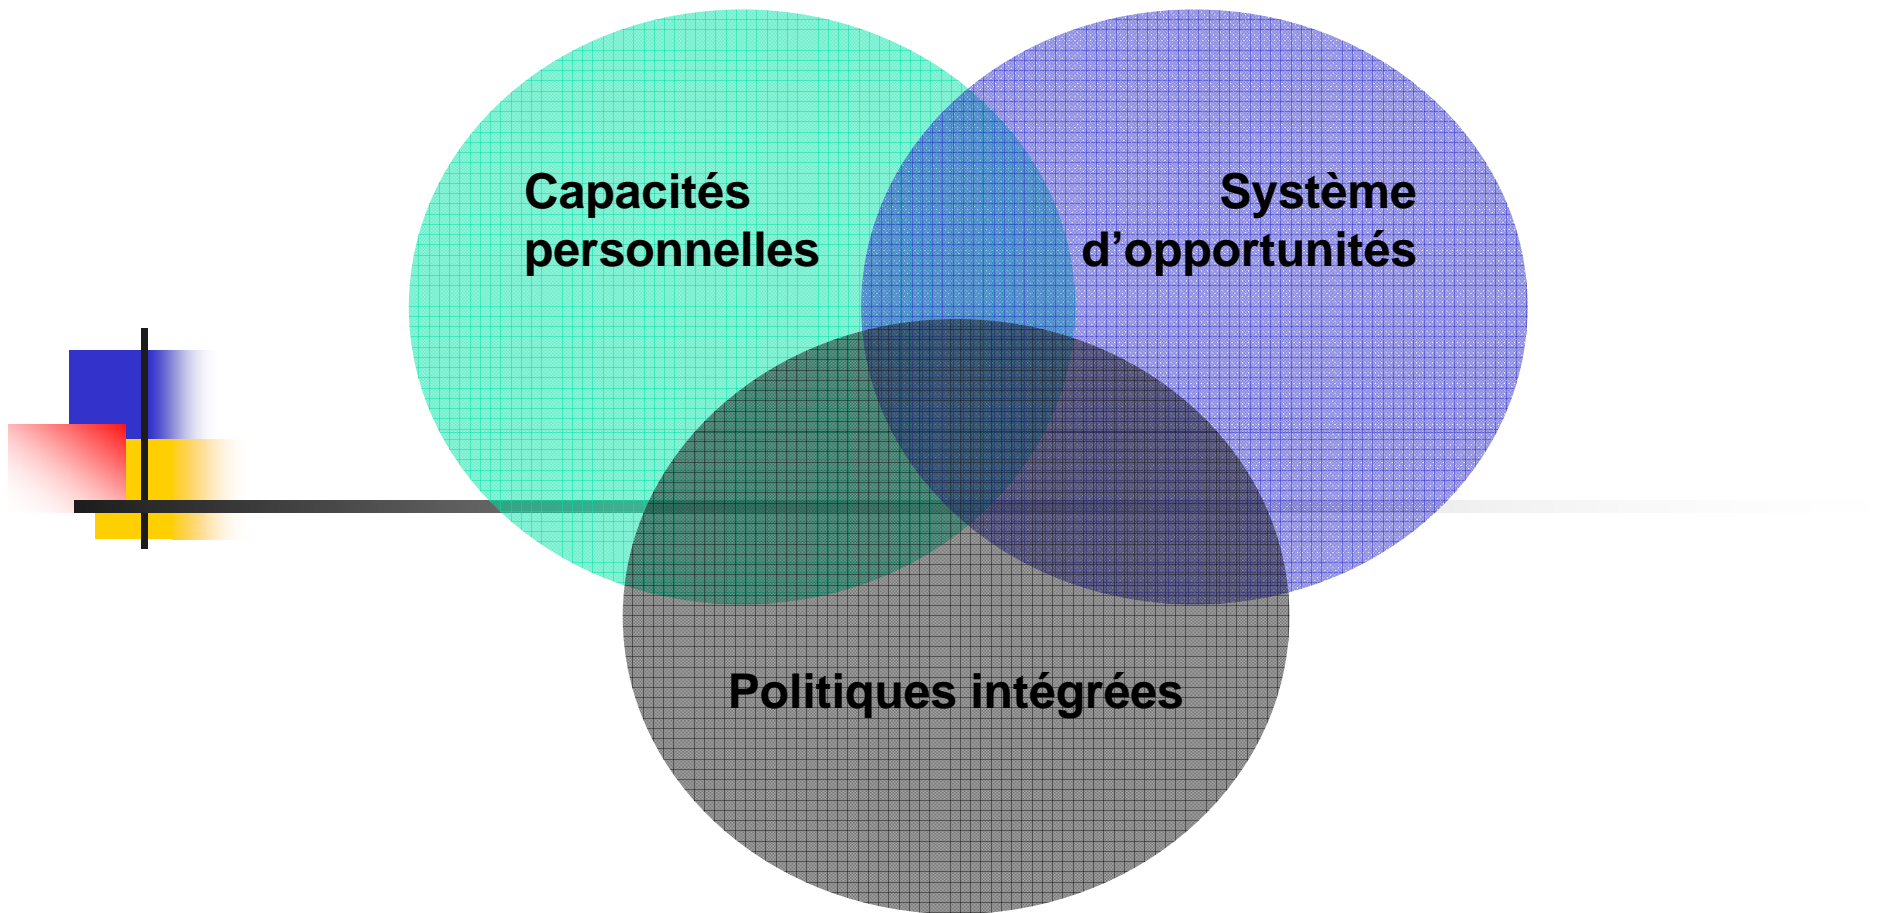 Capacités
personnelles
Système
d’opportunités
Politiques intégrées